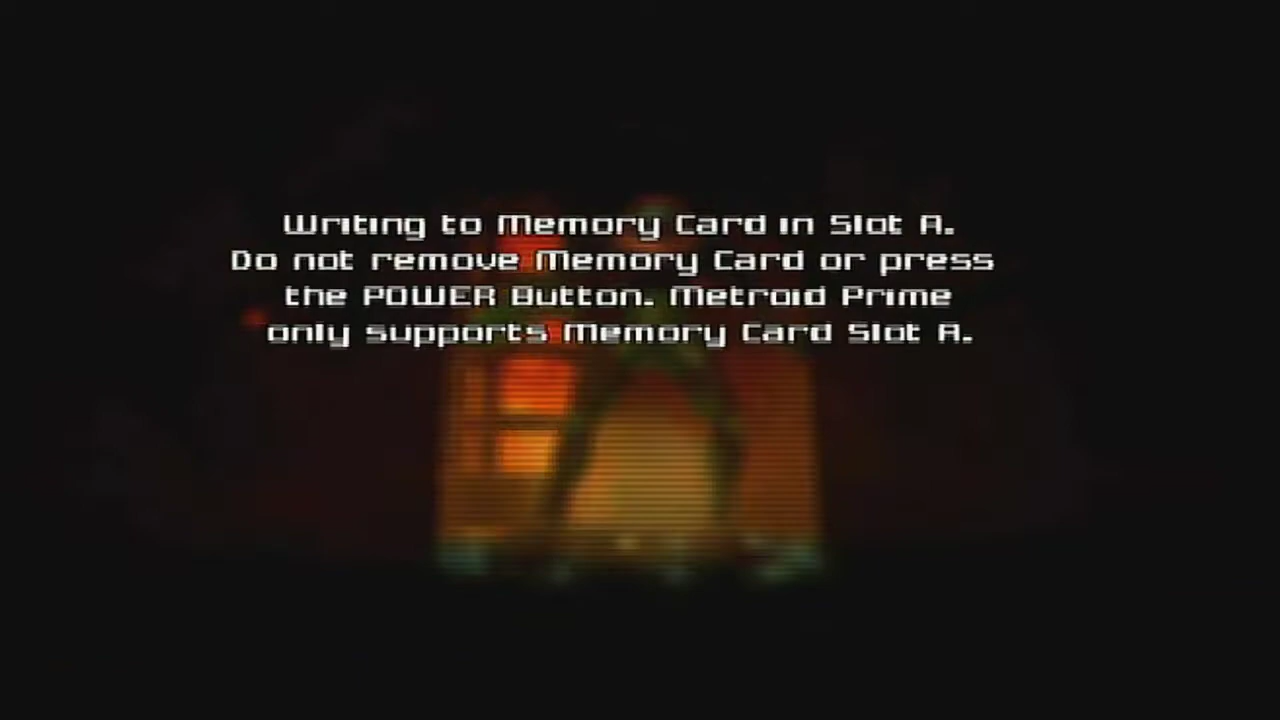 Writing to Memory Card in Slot A.
Do not remove Memory Card or press
the POWER Button. Metroid Prime
only supports Memory Card Slot A.